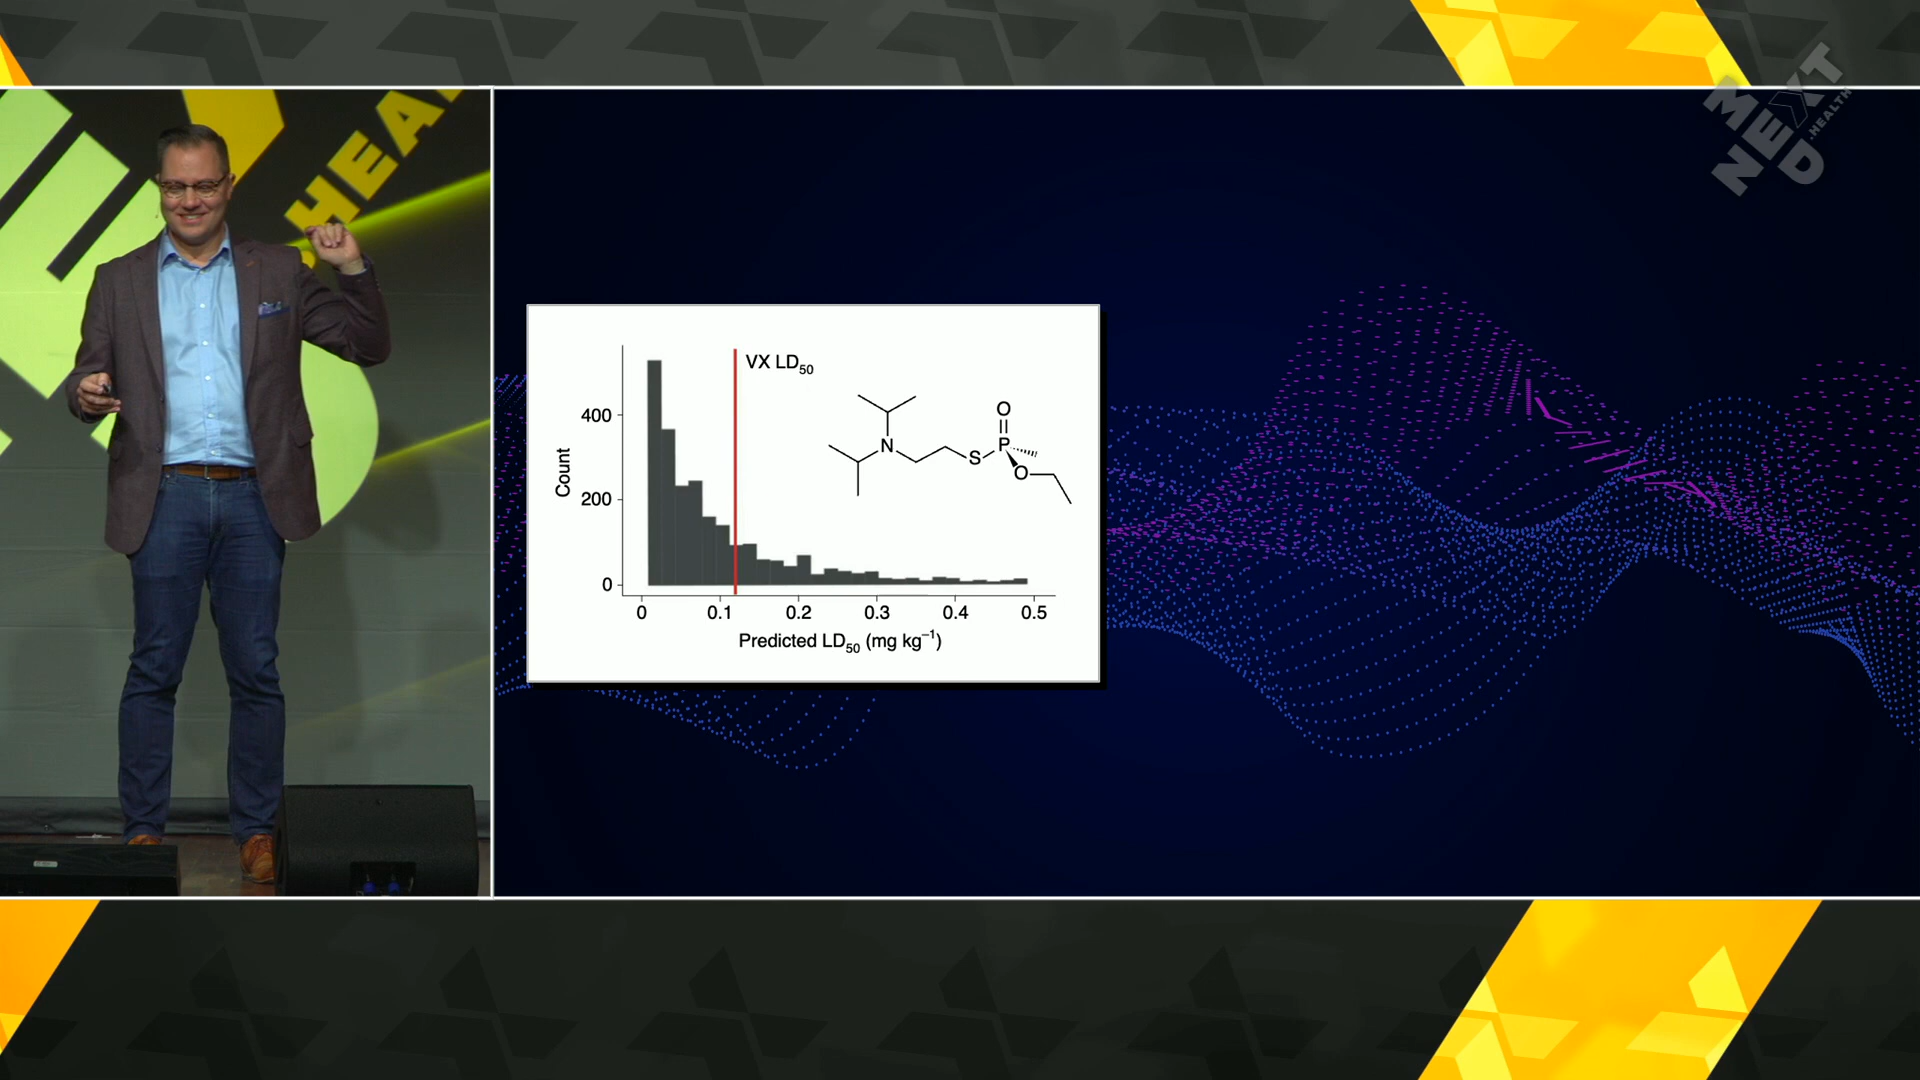 HEA
NEXT
MED
.HEALTH
VX LD₅₀
400
200
0
Count
0 0.1 0.2 0.3 0.4 0.5
Predicted LD₅₀ (mg kg⁻¹)
O
P
S
O
N